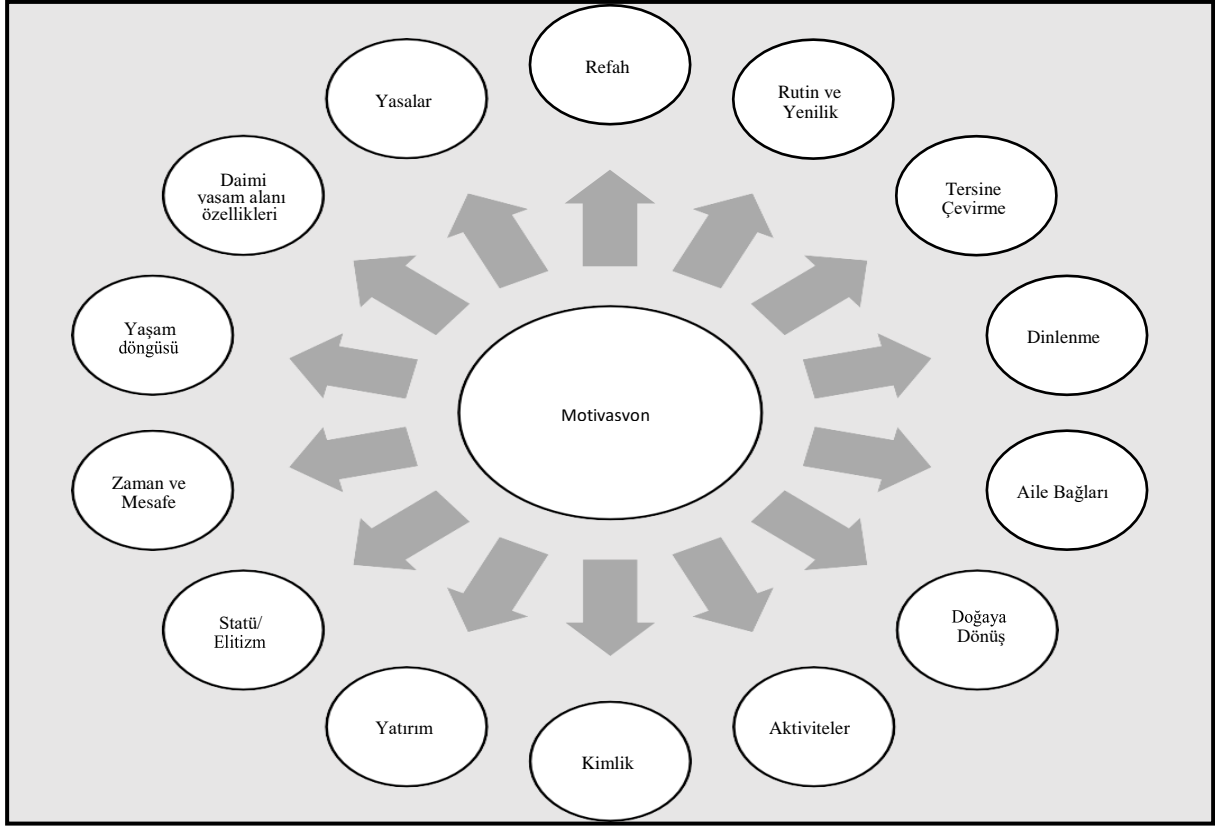 Refah
Rutin ve
Yenilik
Tersine
Çevirme
Dinlenme
Aile Bağları
Doğaya
Dönüş
Aktiviteler
Kimlik
Yatırım
Statü/
Elitizm
Zaman ve
Mesafe
Yaşam
döngüsü
Daimi
vasam alanı
özellikleri
Yasalar
Motivasvon